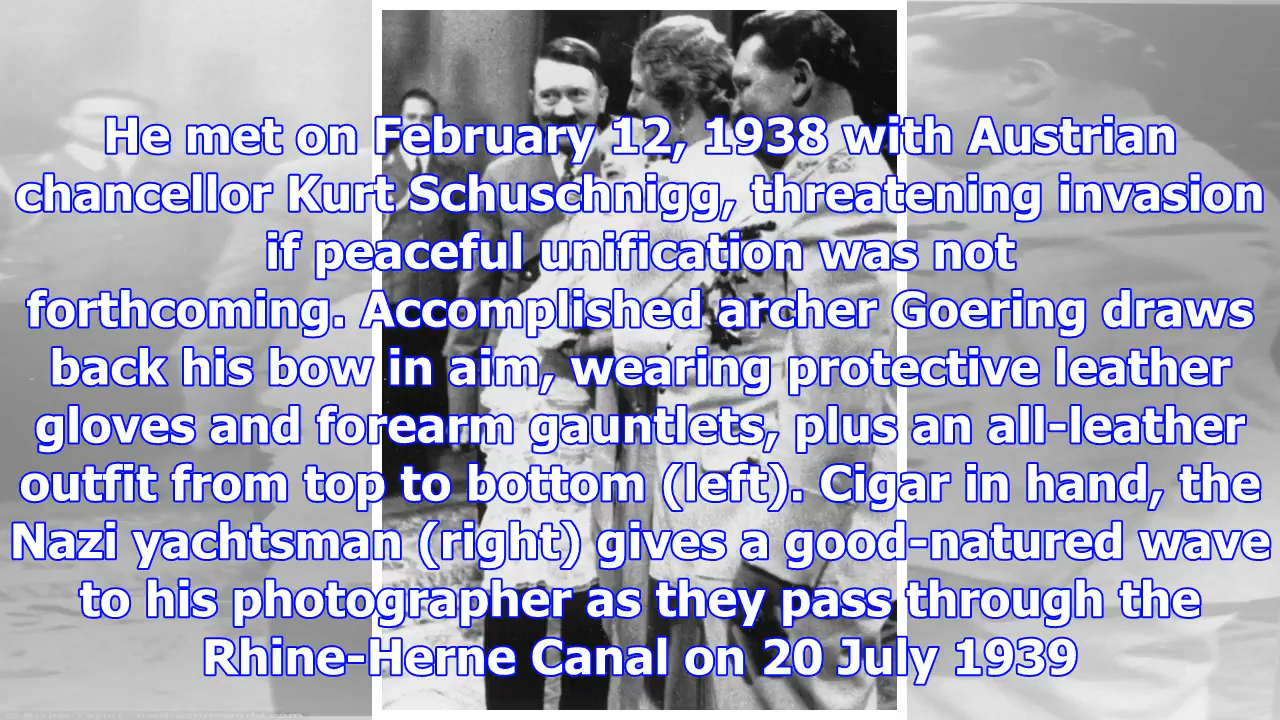 He met on February 12, 1938 with Austrian
chancellor Kurt Schuschnigg, threatening invasion
if peaceful unification was not
forthcoming. Accomplished archer Goering draws
back his bow in aim, wearing protective leather
gloves and forearm gauntlets, plus an all-leather
outfit from top to bottom (left). Cigar in hand, the
Nazi yachtsman (right) gives a good-natured wave
to his photographer as they pass through the
Rhine-Herne Canal on 20 July 1939